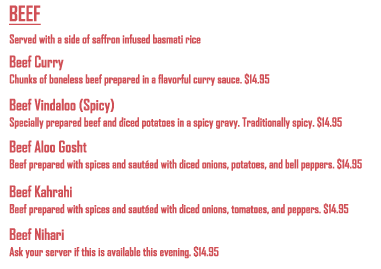 BEEF
Served with a side of saffron infused basmati rice
Beef Curry
Chunks of boneless beef prepared in a flavorful curry sauce. $14.95
Beef Vindaloo (Spicy)
Specially prepared beef and diced potatoes in a spicy gravy. Traditionally spicy. $14.95
Beef Aloo Gosht
Beef prepared with spices and sautéed with diced onions, potatoes, and bell peppers. $14.95
Beef Kahrahi
Beef prepared with spices and sautéed with diced onions, tomatoes, and peppers. $14.95
Beef Nihari
Ask your server if this is available this evening. $14.95